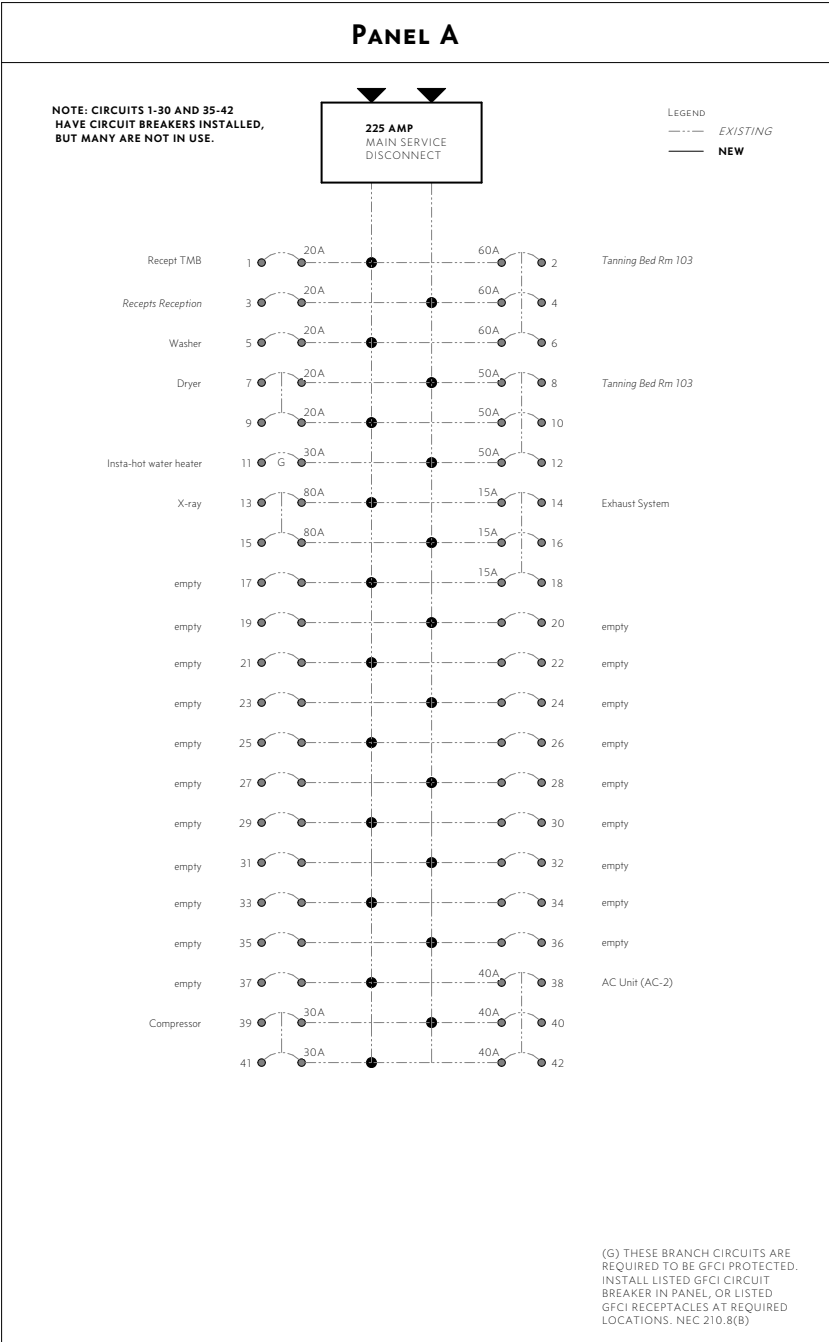 PANEL A
NOTE: CIRCUITS 1-30 AND 35-42
HAVE CIRCUIT BREAKERS INSTALLED,
BUT MANY ARE NOT IN USE.
225 AMP
MAIN SERVICE
DISCONNECT
LEGEND
EXISTING
NEW
Recept TMB 1 20A 60A 2 Tanning Bed Rm 103
Recepts Reception 3 20A 60A 4
Washer 5 20A 60A 6
Dryer 7 20A 50A 8 Tanning Bed Rm 103
9 20A 50A 10
Insta-hot water heater 11 G 30A 50A 12
X-ray 13 80A 15A 14 Exhaust System
15 80A 15A 16
empty 17 15A 18
empty 19 20 empty
empty 21 22 empty
empty 23 24 empty
empty 25 26 empty
empty 27 28 empty
empty 29 30 empty
empty 31 32 empty
empty 33 34 empty
empty 35 36 empty
empty 37 40A 38 AC Unit (AC-2)
Compressor 39 30A 40A 40
41 30A 40A 42
(G) THESE BRANCH CIRCUITS ARE
REQUIRED TO BE GFCI PROTECTED.
INSTALL LISTED GFCI CIRCUIT
BREAKER IN PANEL, OR LISTED
GFCI RECEPTACLES AT REQUIRED
LOCATIONS. NEC 210.8(B)